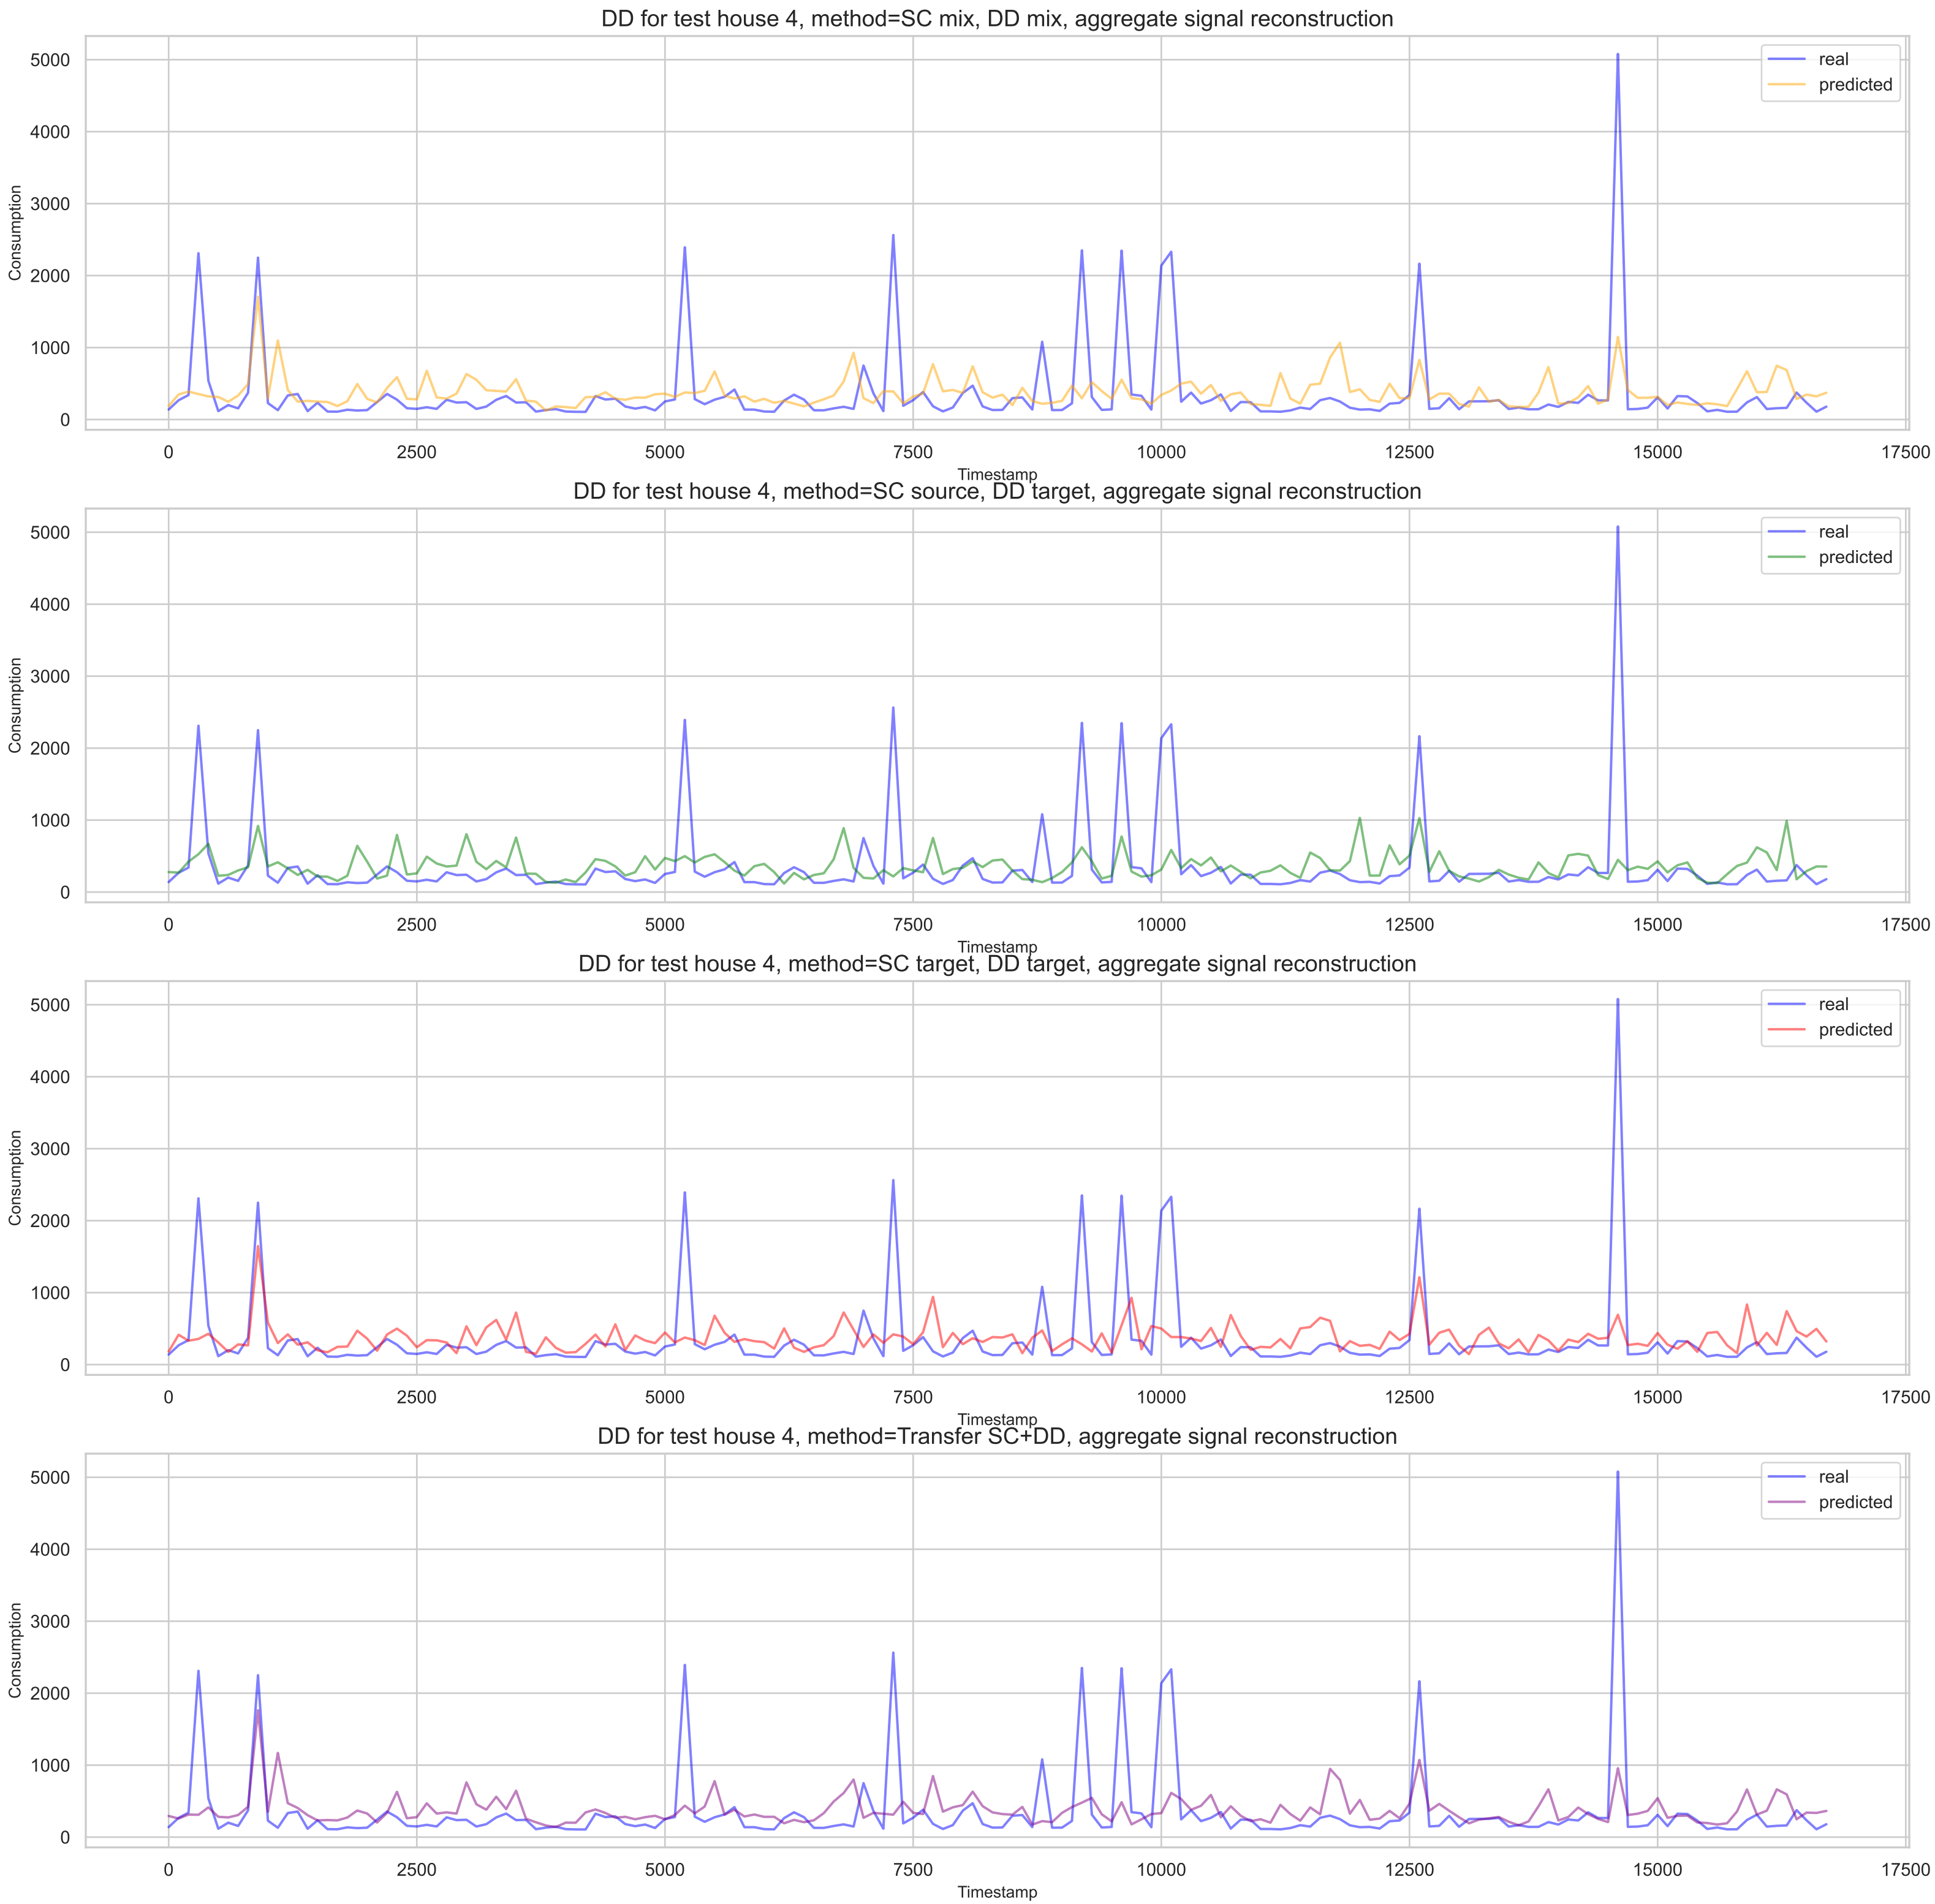 DD for test house 4, method=SC mix, DD mix, aggregate signal reconstruction
5000
4000
3000
2000
1000
0
Consumption
real
predicted
0 2500 5000 7500 10000 12500 15000 17500
Timestamp
DD for test house 4, method=SC source, DD target, aggregate signal reconstruction
5000
4000
3000
2000
1000
0
Consumption
real
predicted
0 2500 5000 7500 10000 12500 15000 17500
Timestamp
DD for test house 4, method=SC target, DD target, aggregate signal reconstruction
5000
4000
3000
2000
1000
0
Consumption
real
predicted
0 2500 5000 7500 10000 12500 15000 17500
Timestamp
DD for test house 4, method=Transfer SC+DD, aggregate signal reconstruction
5000
4000
3000
2000
1000
0
Consumption
real
predicted
0 2500 5000 7500 10000 12500 15000 17500
Timestamp